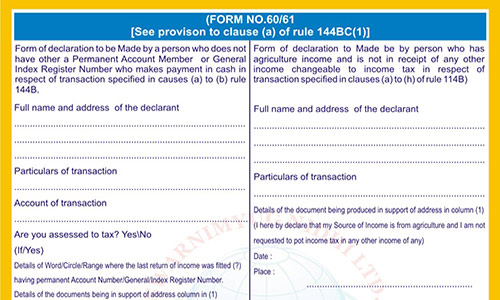 (FORM NO.60/61
[See provison to clause (a) of rule 144BC(1)]
Form of declaration to be Made by a person who does not
have other a Permanent Account Member or General
Index Register Number who makes payment in cash in
respect of transaction specified in causes (a) to (b) rule
144B.
Full name and address of the declarant
Particulars of transaction
Account of transaction
Are you assessed to tax? Yes\No
(If/Yes)
Details of Word/Circle/Range where the last return of income was fitted (?)
having permanent Account Number/General/Index Register Number.
Details of the documents being in support of address in column (1)
Form of declaration to Made be by person who has
agriculture income and is not in receipt of any other
income changeable to income tax in respect of
transaction specified in clauses (a) to (h) of rule 114B)
Full name and address of the declarant
Particulars of transaction
Details of the document being produced in support of address in column (1)
(I here by declare that my Source of Income is from agriculture and I am not
requested to pot income tax in any other income of any)
Date :
Place :